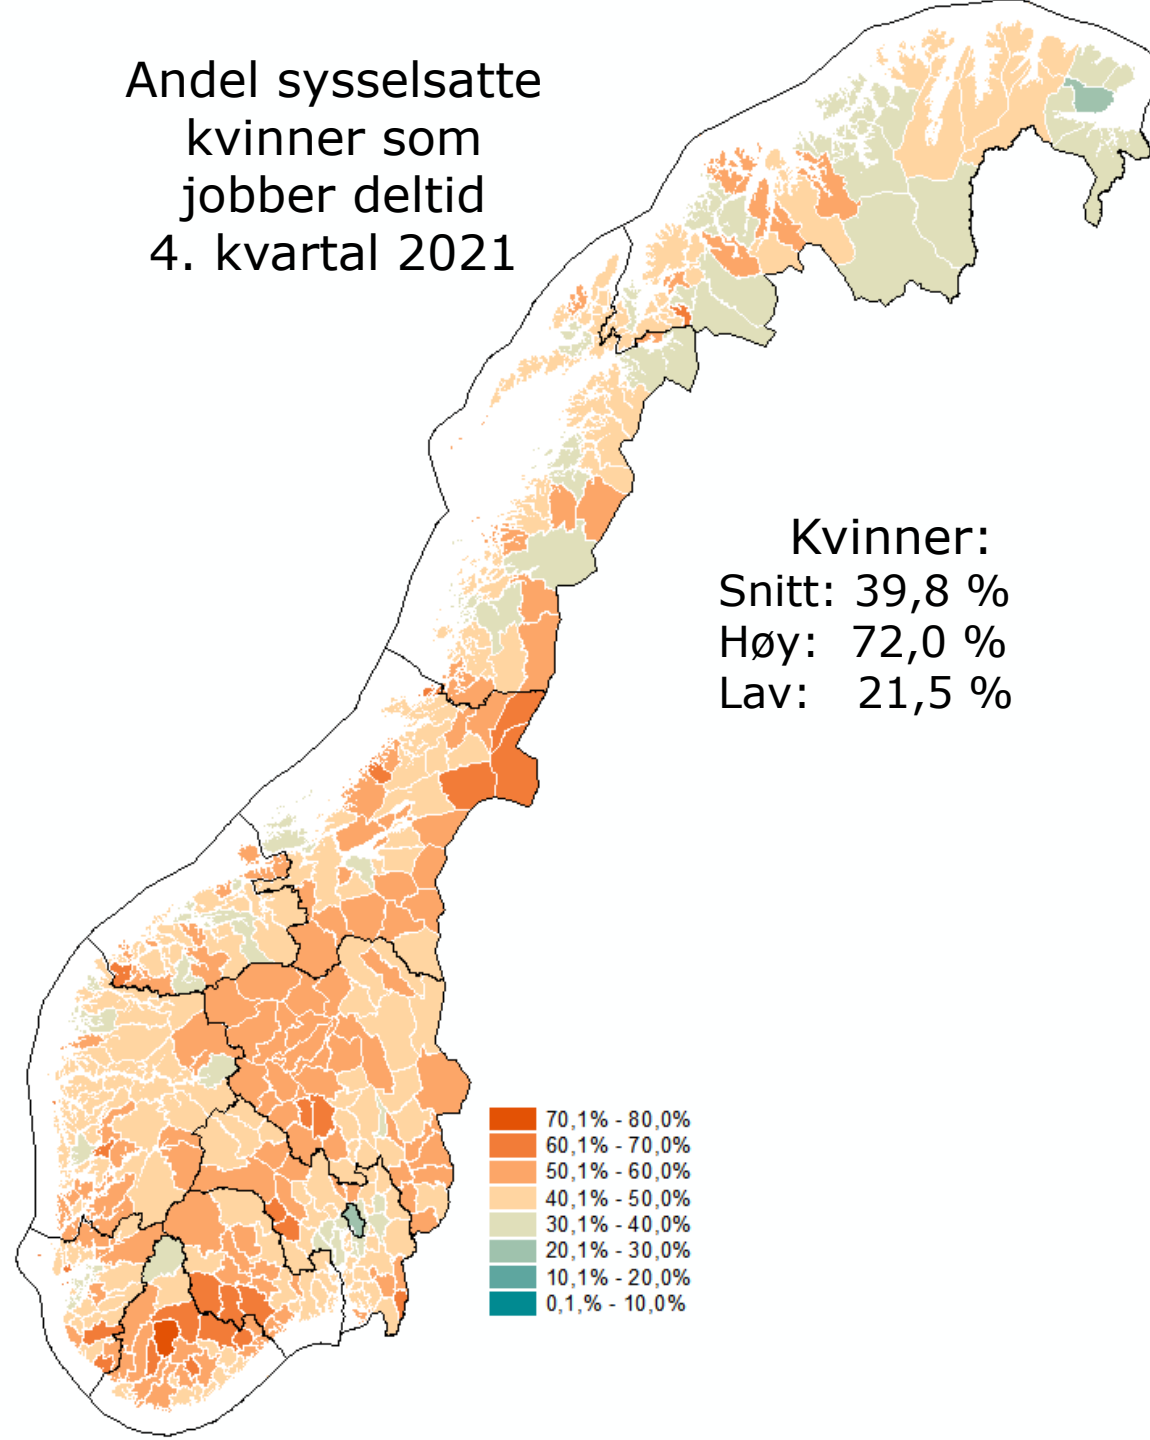 Andel sysselsatte
kvinner som
jobber deltid
4. kvartal 2021
Kvinner:
Snitt: 39,8 %
Høy: 72,0 %
Lav: 21,5 %
70,1% - 80,0%
60,1% - 70,0%
50,1% - 60,0%
40,1% - 50,0%
30,1% - 40,0%
20,1% - 30,0%
10,1% - 20,0%
0,1,% - 10,0%